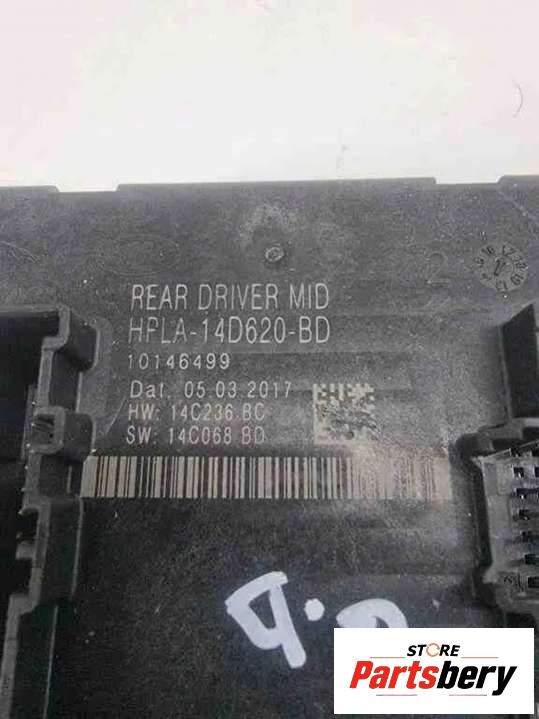 REAR DRIVER MID
HPLA-14D620-BD
10146499
Dat. 05.03.2017
HW: 14C236 BC
SW: 14C068 BD
STORE
Partsbery